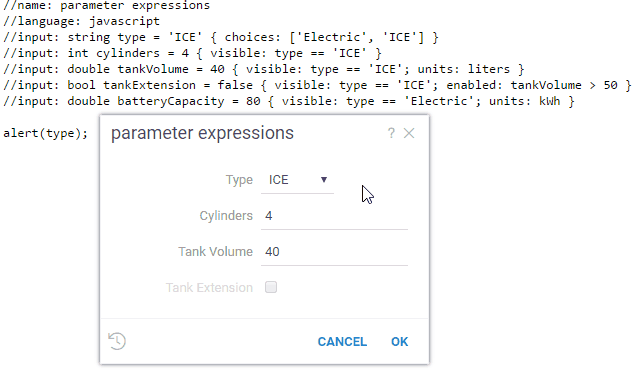 //name: parameter expressions
//language: javascript
//input: string type = 'ICE' { choices: ['Electric', 'ICE'] }
//input: int cylinders = 4 { visible: type == 'ICE' }
//input: double tankVolume = 40 { visible: type == 'ICE'; units: liters }
//input: bool tankExtension = false { visible: type == 'ICE'; enabled: tankVolume > 50 }
//input: double batteryCapacity = 80 { visible: type == 'Electric'; units: kWh }
alert(type);
parameter expressions ?
Type ICE
Cylinders 4
Tank Volume 40
Tank Extension
CANCEL OK